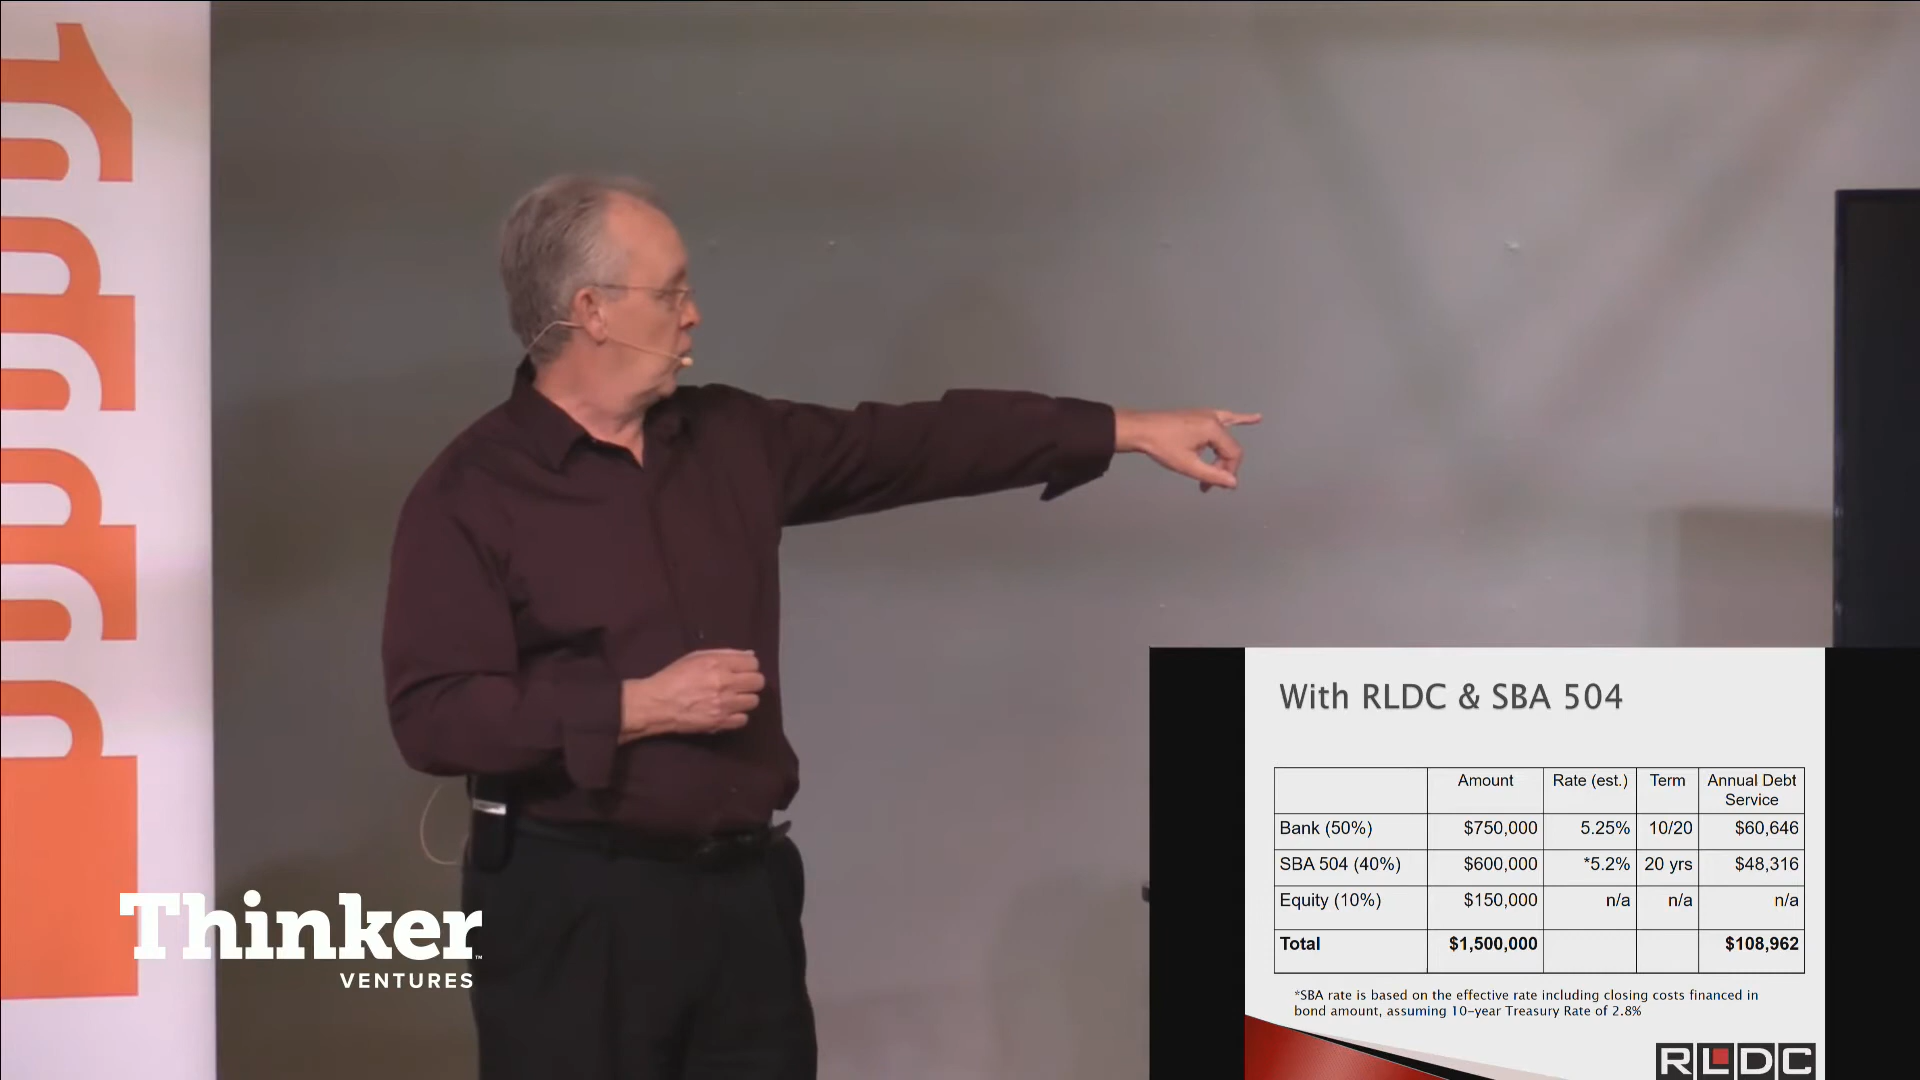 Thinker
VENTURES
With RLDC & SBA 504
Amount Rate (est.) Term Annual Debt Service
Bank (50%) $750,000 5.25% 10/20 $60,646
SBA 504 (40%) $600,000 *5.2% 20 yrs $48,316
Equity (10%) $150,000 n/a n/a n/a
Total $1,500,000 $108,962
*SBA rate is based on the effective rate including closing costs financed in
bond amount, assuming 10-year Treasury Rate of 2.8%
RLDC